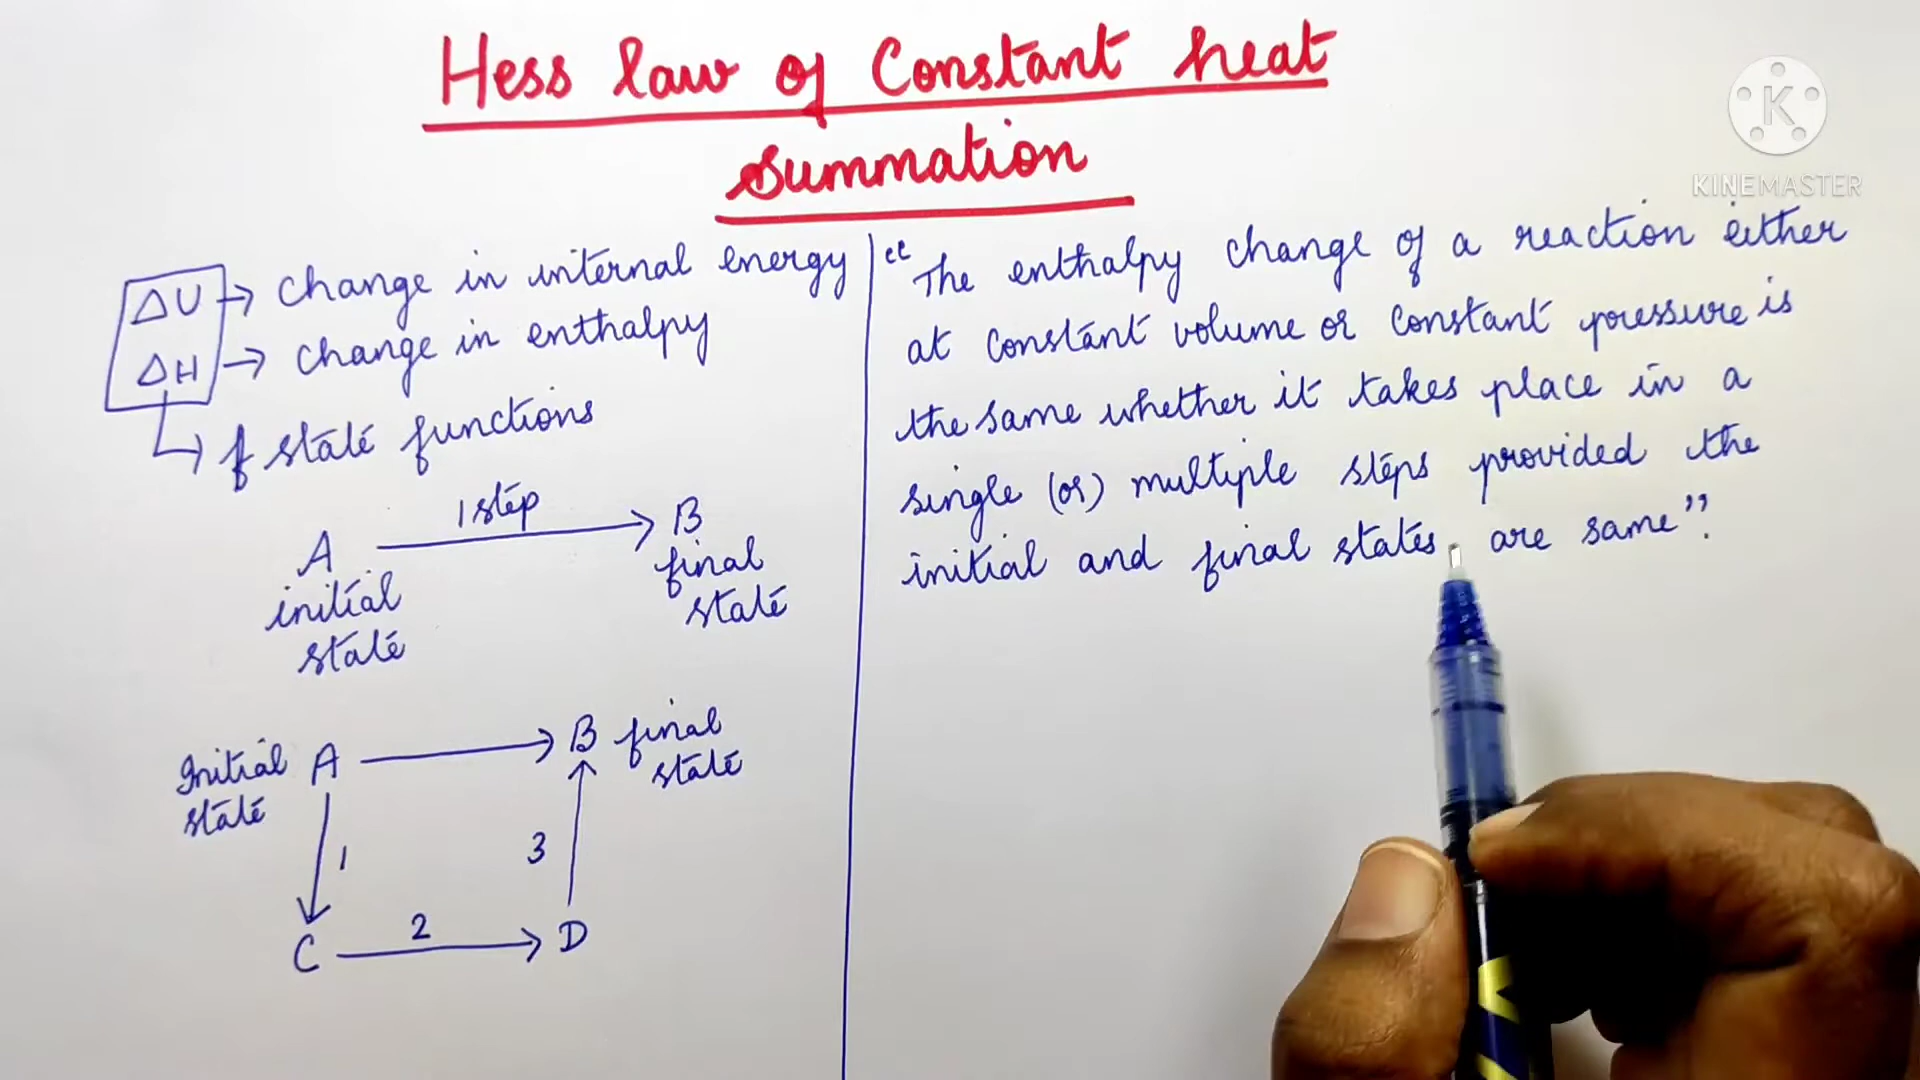 Hess law of Constant heat
Summation
KINEMASTER
ΔU → change in internal energy
ΔH → change in enthalpy
f state functions
A 1 step → B
initial state
final state
Initial state A → B final state
1
3
C 2 → D
“The enthalpy change of a reaction either
at constant volume or constant pressure is
the same whether it takes place in a
single (or) multiple steps provided the
initial and final states are same”.